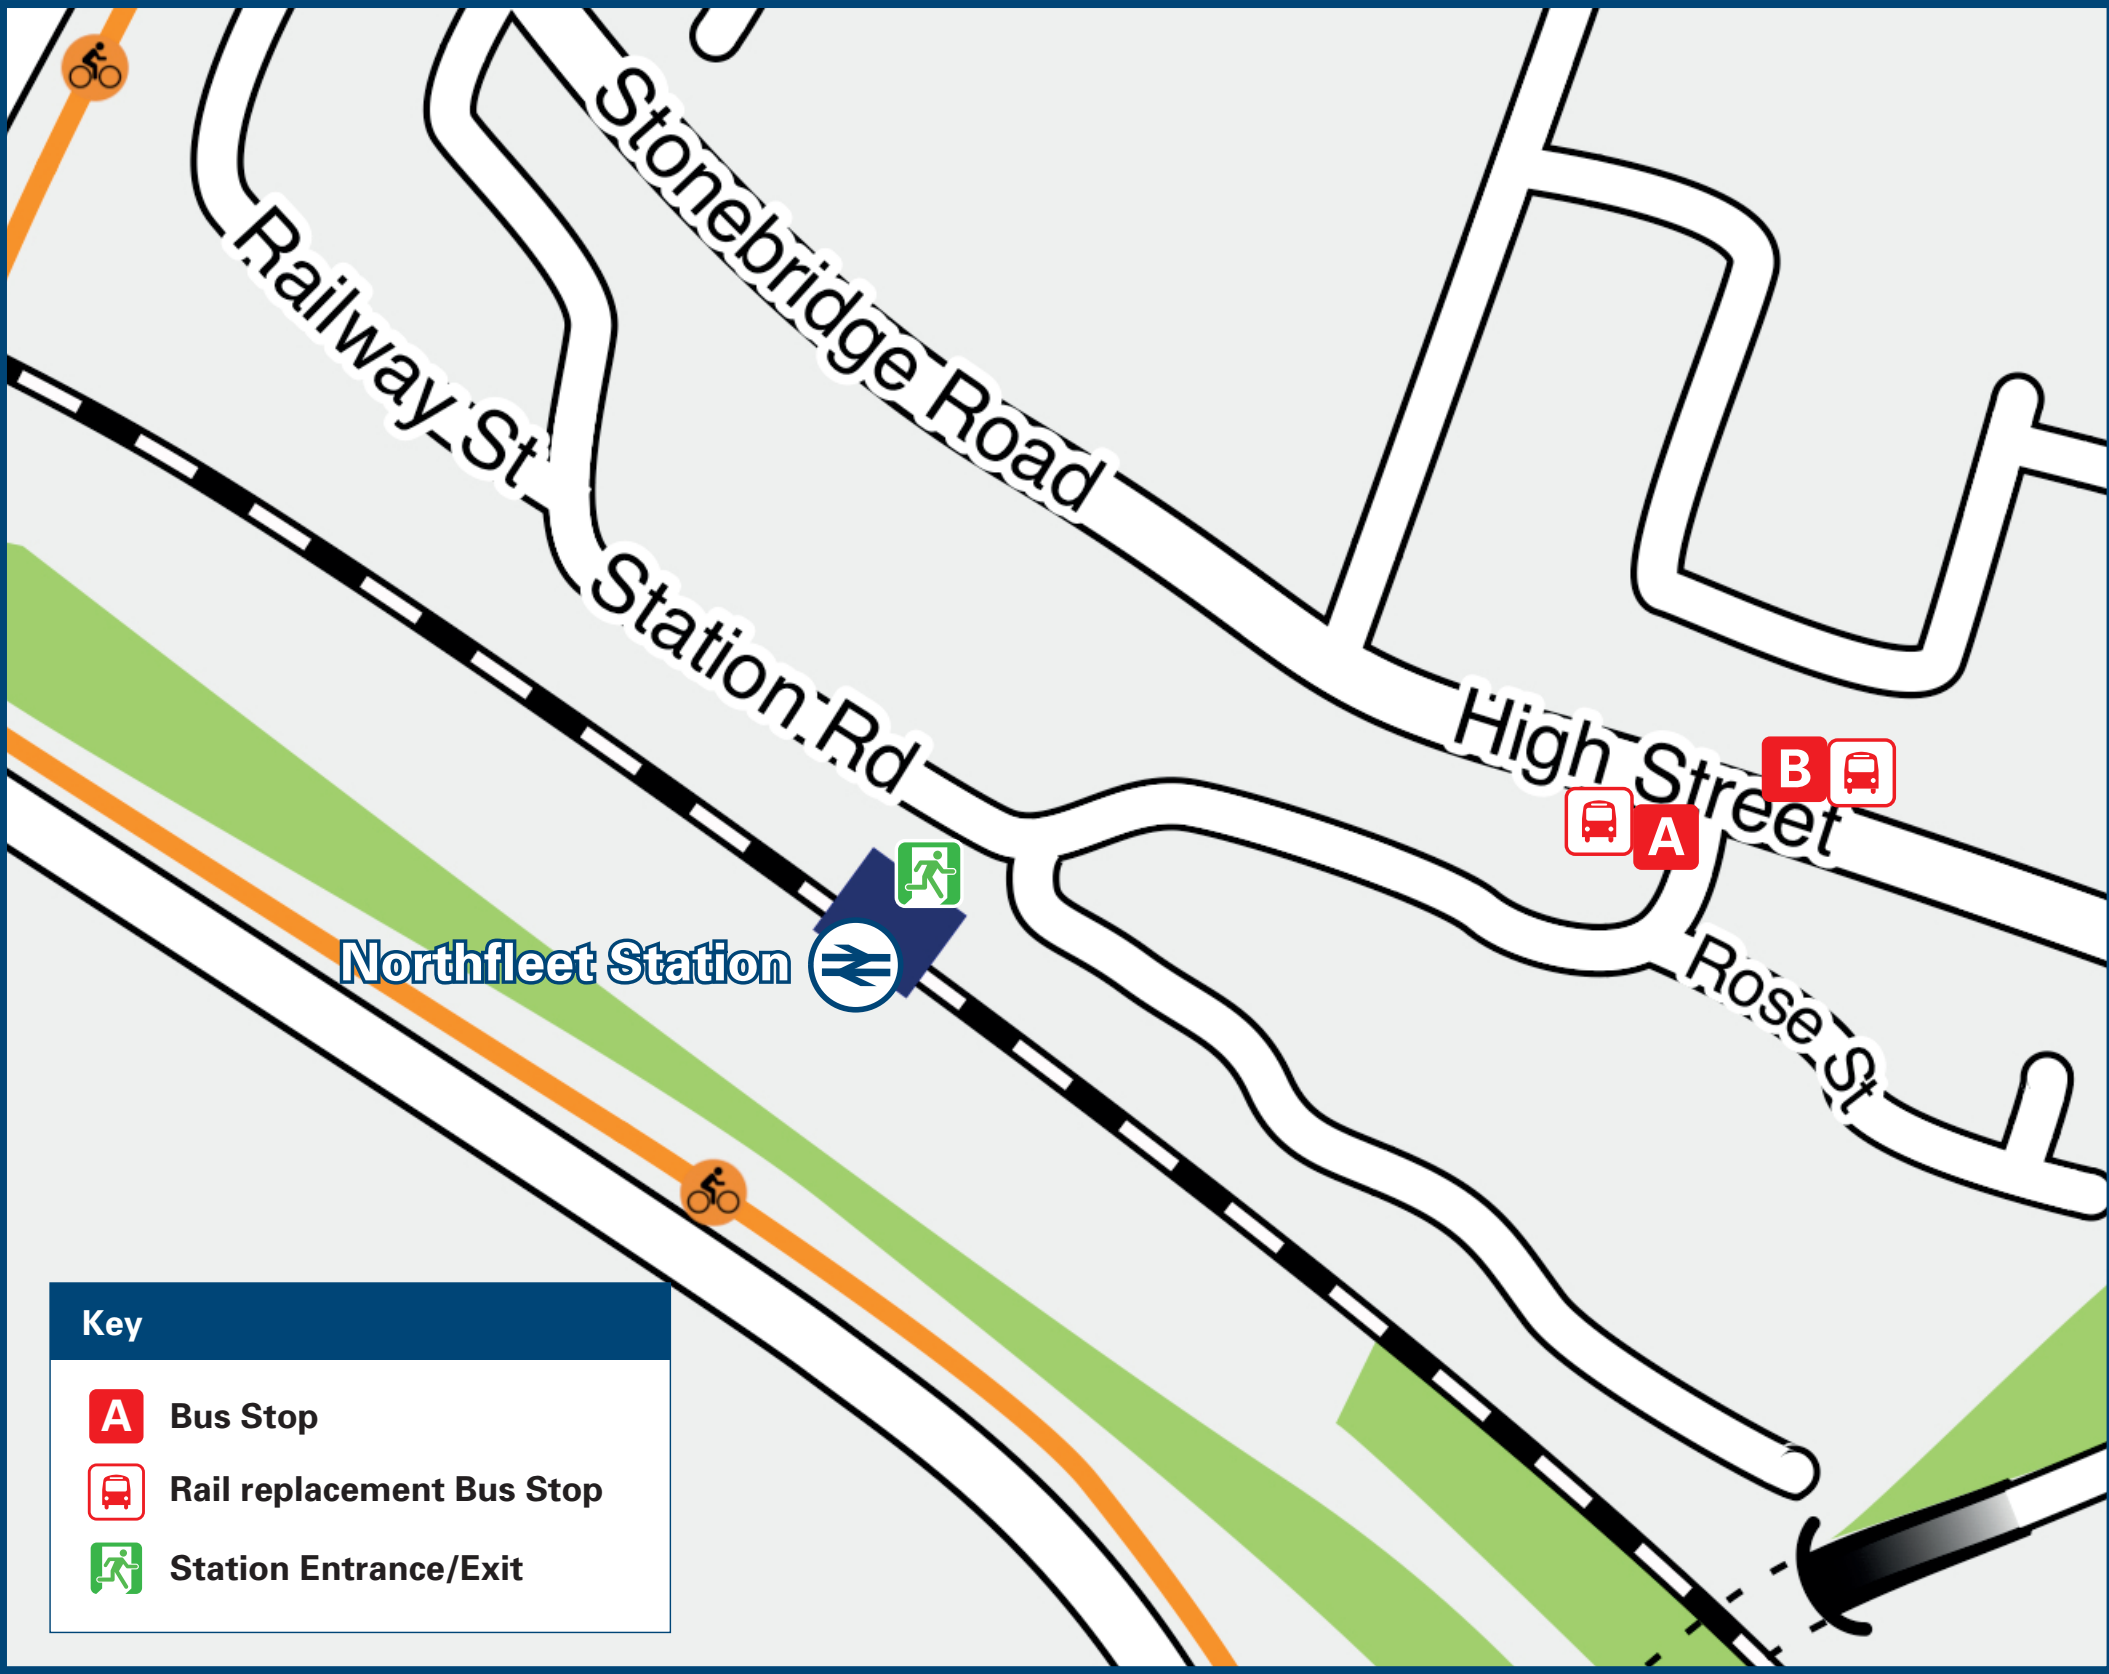 Stonebridge Road
Railway St
Station Rd
High Street
B
A
Rose St
Northfleet Station
Key
A Bus Stop
Rail replacement Bus Stop
Station Entrance/Exit